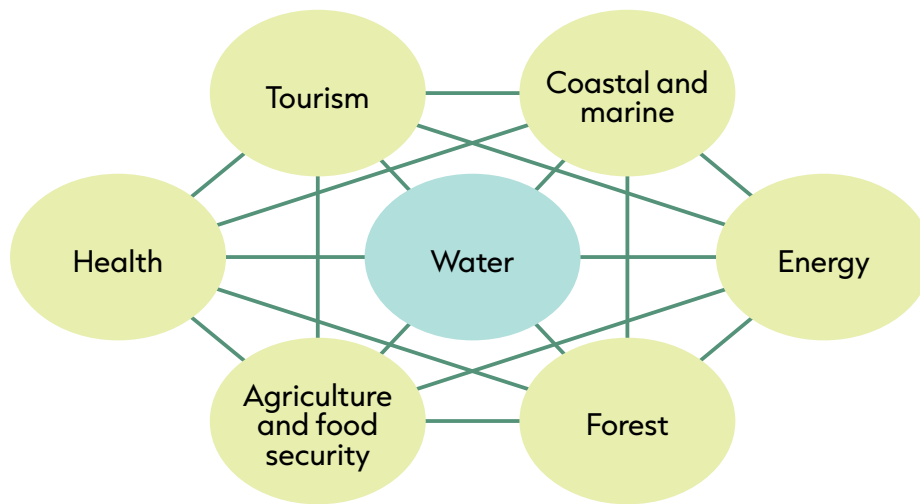 Tourism
Coastal and
marine
Health
Water
Energy
Agriculture
and food
security
Forest